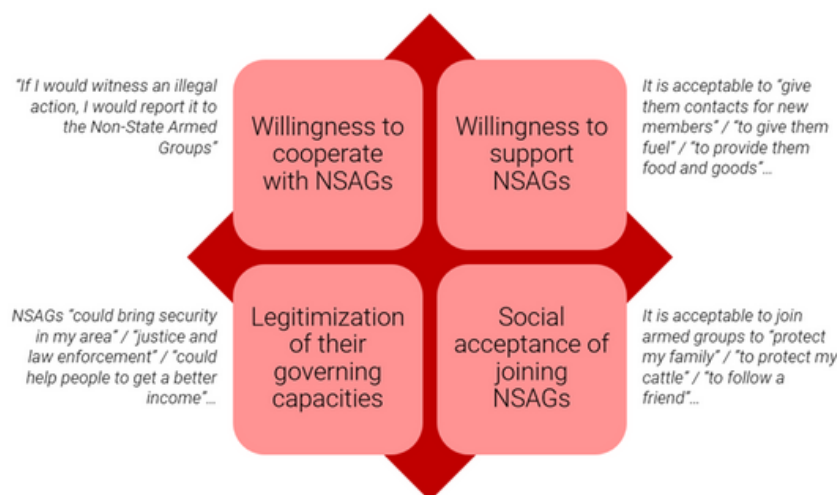 “If I would witness an illegal
action, I would report it to
the Non-State Armed
Groups”
Willingness to
cooperate
with NSAGs
Willingness to
support
NSAGs
It is acceptable to “give
them contacts for new
members” / “to give them
fuel” / “to provide them
food and goods”...
NSAGs “could bring security
in my area” / “justice and
law enforcement” / “could
help people to get a better
income”...
Legitimization
of their
governing
capacities
Social
acceptance of
joining
NSAGs
It is acceptable to join
armed groups to “protect
my family” / “to protect my
cattle” / “to follow a
friend”...